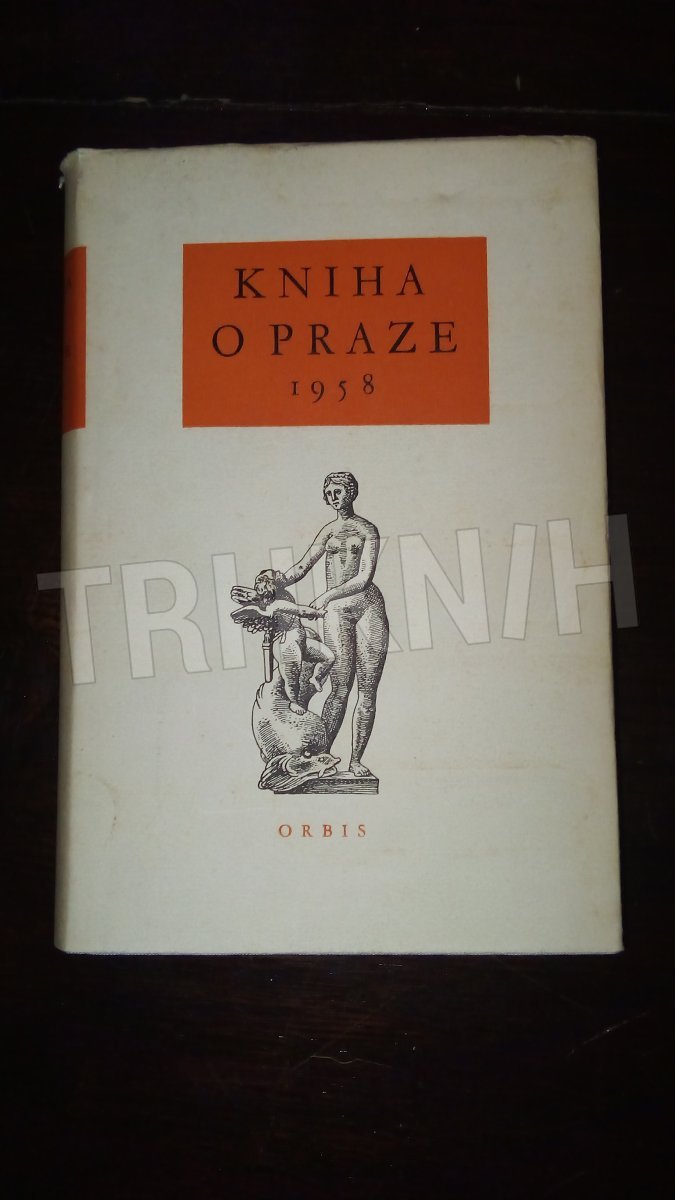 KNIHA
O PRAZE
1958
TRHKNIH
ORBIS